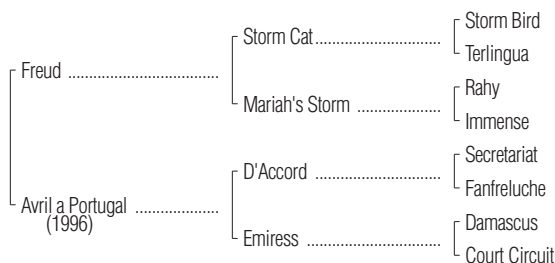 Storm Bird
Storm Cat
Terlingua
Freud
Rahy
Mariah's Storm
Immense
Secretariat
D'Accord
Fanfreluche
Avril a Portugal
(1996)
Damascus
Emiress
Court Circuit